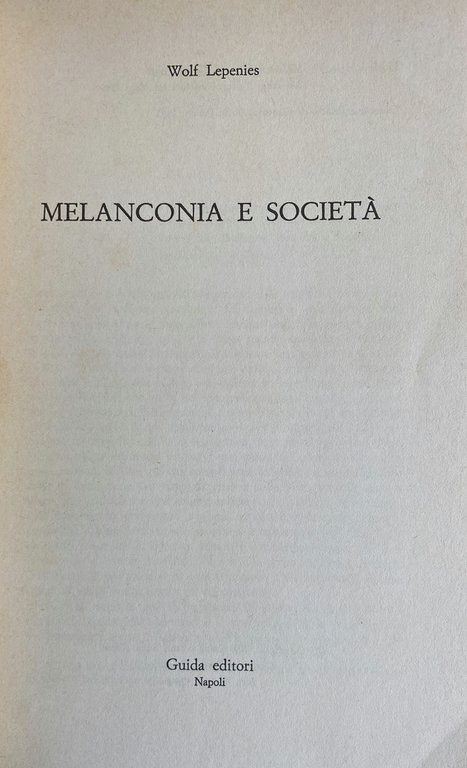 Wolf Lepenies
MELANCONIA E SOCIETÀ
Guida editori
Napoli